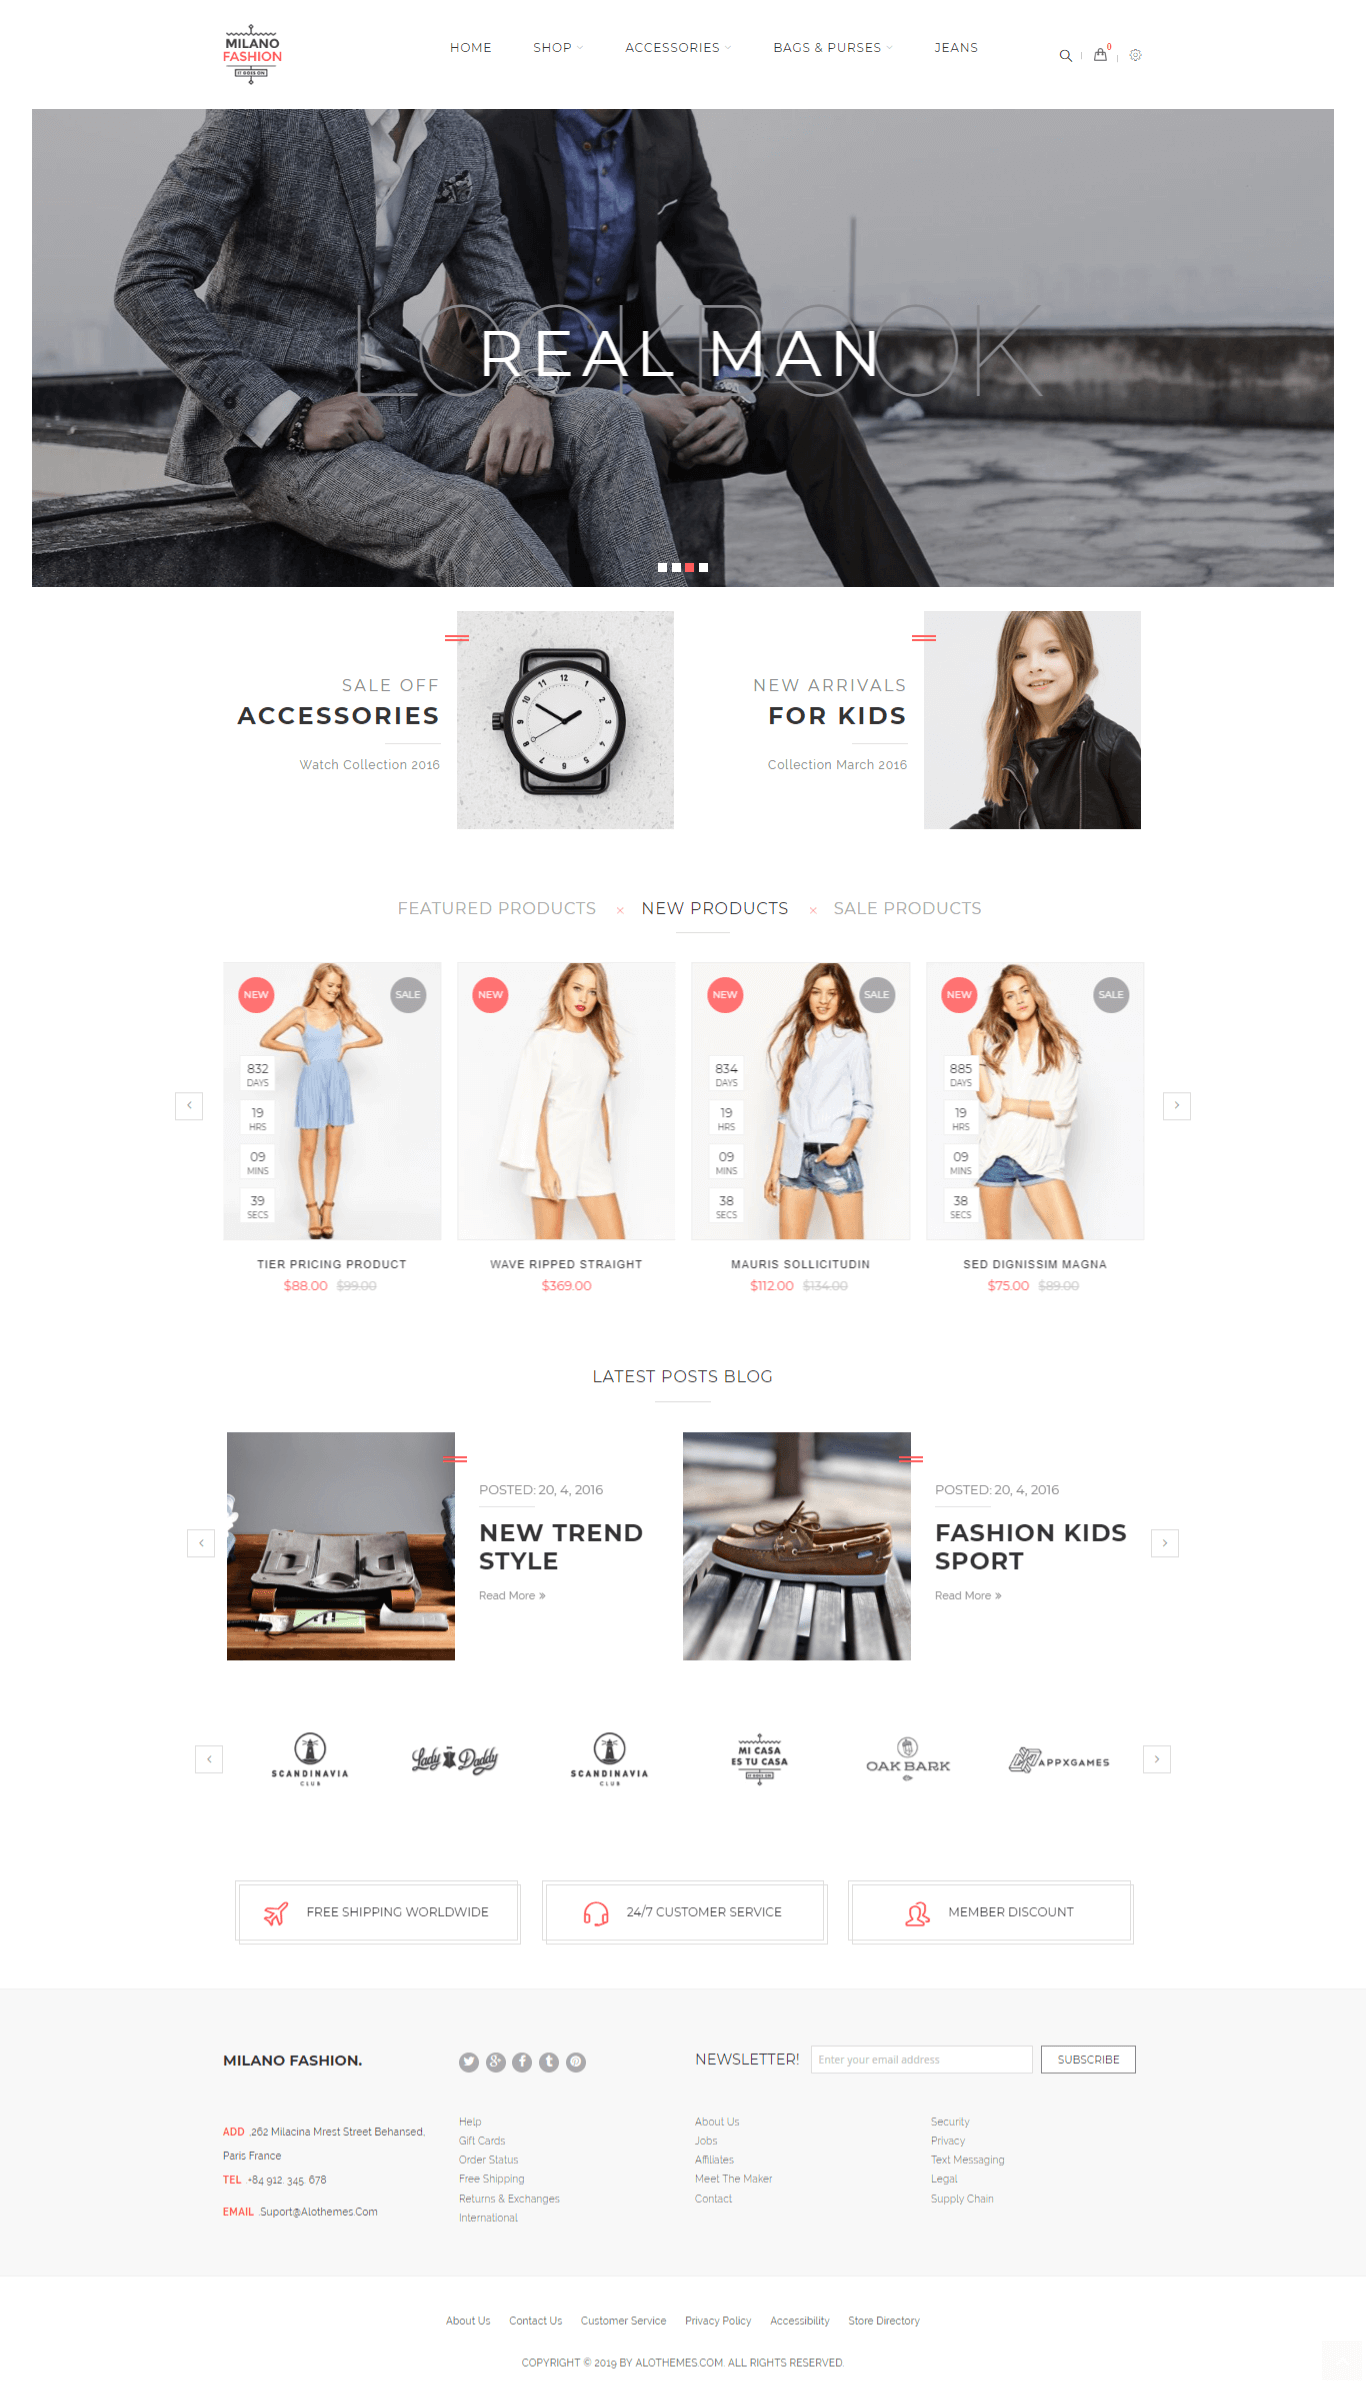 MILANO
FASHION
IT GOES ON
HOME SHOP ACCESSORIES BAGS & PURSES JEANS
0
LOOKBOOK
REAL MAN
SALE OFF
ACCESSORIES
Watch Collection 2016
NEW ARRIVALS
FOR KIDS
Collection March 2016
FEATURED PRODUCTS × NEW PRODUCTS × SALE PRODUCTS
NEW SALE
832
DAYS
19
HRS
09
MINS
39
SECS
TIER PRICING PRODUCT
$88.00 $99.00
NEW
WAVE RIPPED STRAIGHT
$369.00
NEW SALE
834
DAYS
19
HRS
09
MINS
38
SECS
MAURIS SOLLICITUDIN
$112.00 $134.00
NEW SALE
885
DAYS
19
HRS
09
MINS
38
SECS
SED DIGNISSIM MAGNA
$75.00 $89.00
LATEST POSTS BLOG
POSTED: 20, 4, 2016
NEW TREND
STYLE
Read More »
POSTED: 20, 4, 2016
FASHION KIDS
SPORT
Read More »
SCANDINAVIA
CLUB
Lady Daddy
SCANDINAVIA
CLUB
MI CASA
ES TU CASA
IT GOES ON
OAK BARK
APPXGAMES
FREE SHIPPING WORLDWIDE
24/7 CUSTOMER SERVICE
MEMBER DISCOUNT
MILANO FASHION.
NEWSLETTER! Enter your email address SUBSCRIBE
ADD .262 Milacina Mrest Street Behansed,
Paris France
TEL .+84 912. 345. 678
EMAIL .Suport@Alothemes.Com
Help
Gift Cards
Order Status
Free Shipping
Returns & Exchanges
International
About Us
Jobs
Affiliates
Meet The Maker
Contact
Security
Privacy
Text Messaging
Legal
Supply Chain
About Us Contact Us Customer Service Privacy Policy Accessibility Store Directory
COPYRIGHT © 2019 BY ALOTHEMES.COM. ALL RIGHTS RESERVED.